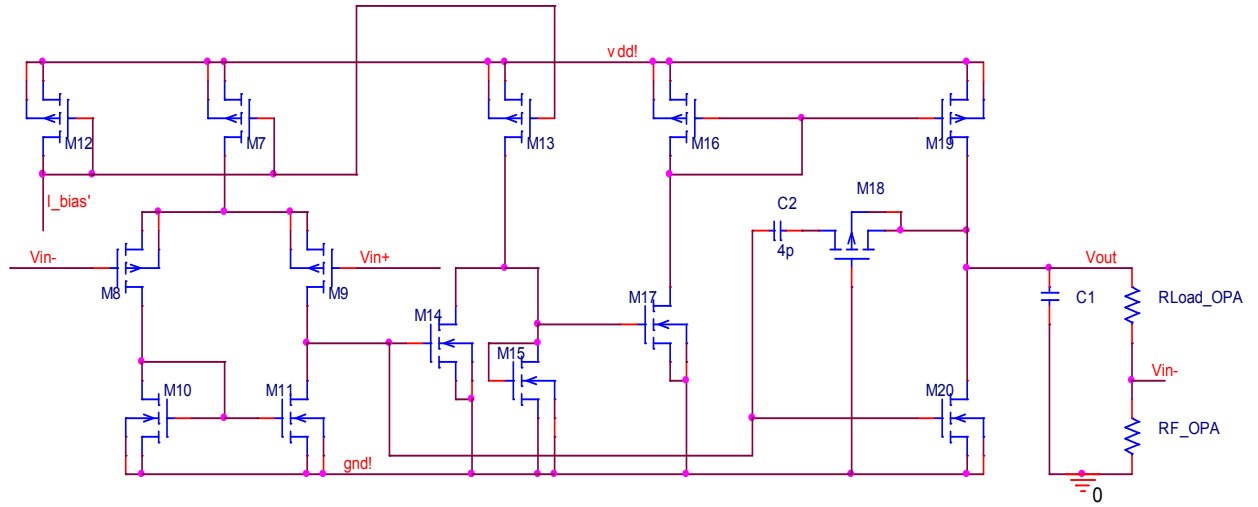 vdd!
M12
M7
M13
M16
M19
I_bias'
M18
C2
4p
Vin-
Vin+
Vout
M8
M9
M14
M17
C1
RLoad_OPA
M15
Vin-
M10
M11
M20
RF_OPA
gnd!
0